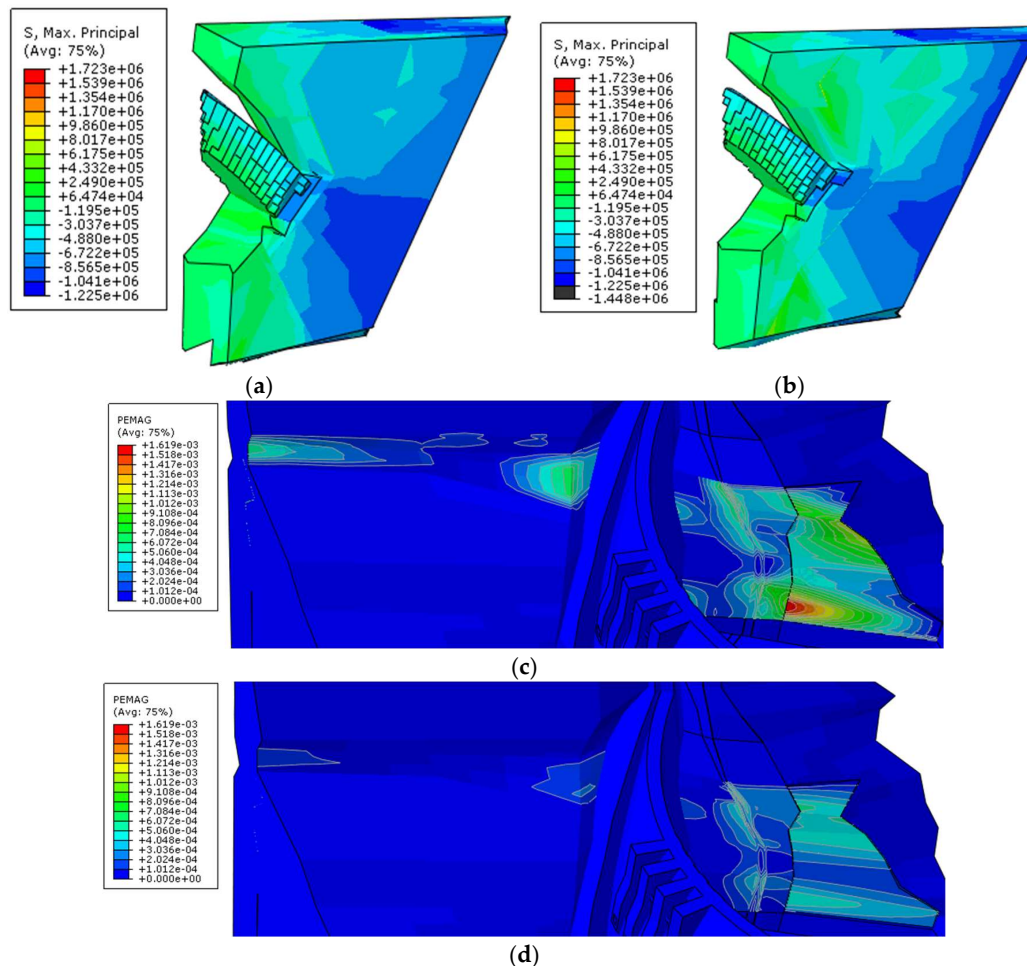 S, Max. Principal
(Avg: 75%)
+1.723e+06
+1.539e+06
+1.354e+06
+1.170e+06
+9.860e+05
+8.017e+05
+6.175e+05
+4.332e+05
+2.490e+05
+6.474e+04
-1.195e+05
-3.037e+05
-4.880e+05
-6.722e+05
-8.565e+05
-1.041e+06
-1.225e+06
(a)
S, Max. Principal
(Avg: 75%)
+1.723e+06
+1.539e+06
+1.354e+06
+1.170e+06
+9.860e+05
+8.017e+05
+6.175e+05
+4.332e+05
+2.490e+05
+6.474e+04
-1.195e+05
-3.037e+05
-4.880e+05
-6.722e+05
-8.565e+05
-1.041e+06
-1.225e+06
-1.448e+06
(b)
PEMAG
(Avg: 75%)
+1.619e-03
+1.518e-03
+1.417e-03
+1.316e-03
+1.214e-03
+1.113e-03
+1.012e-03
+9.108e-04
+8.096e-04
+7.084e-04
+6.072e-04
+5.060e-04
+4.048e-04
+3.036e-04
+2.024e-04
+1.012e-04
+0.000e+00
(c)
PEMAG
(Avg: 75%)
+1.619e-03
+1.518e-03
+1.417e-03
+1.316e-03
+1.214e-03
+1.113e-03
+1.012e-03
+9.108e-04
+8.096e-04
+7.084e-04
+6.072e-04
+5.060e-04
+4.048e-04
+3.036e-04
+2.024e-04
+1.012e-04
+0.000e+00
(d)